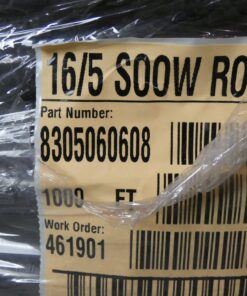 16/5 SOOW RO
Part Number:
8305060608
1000 FT
Work Order:
461901